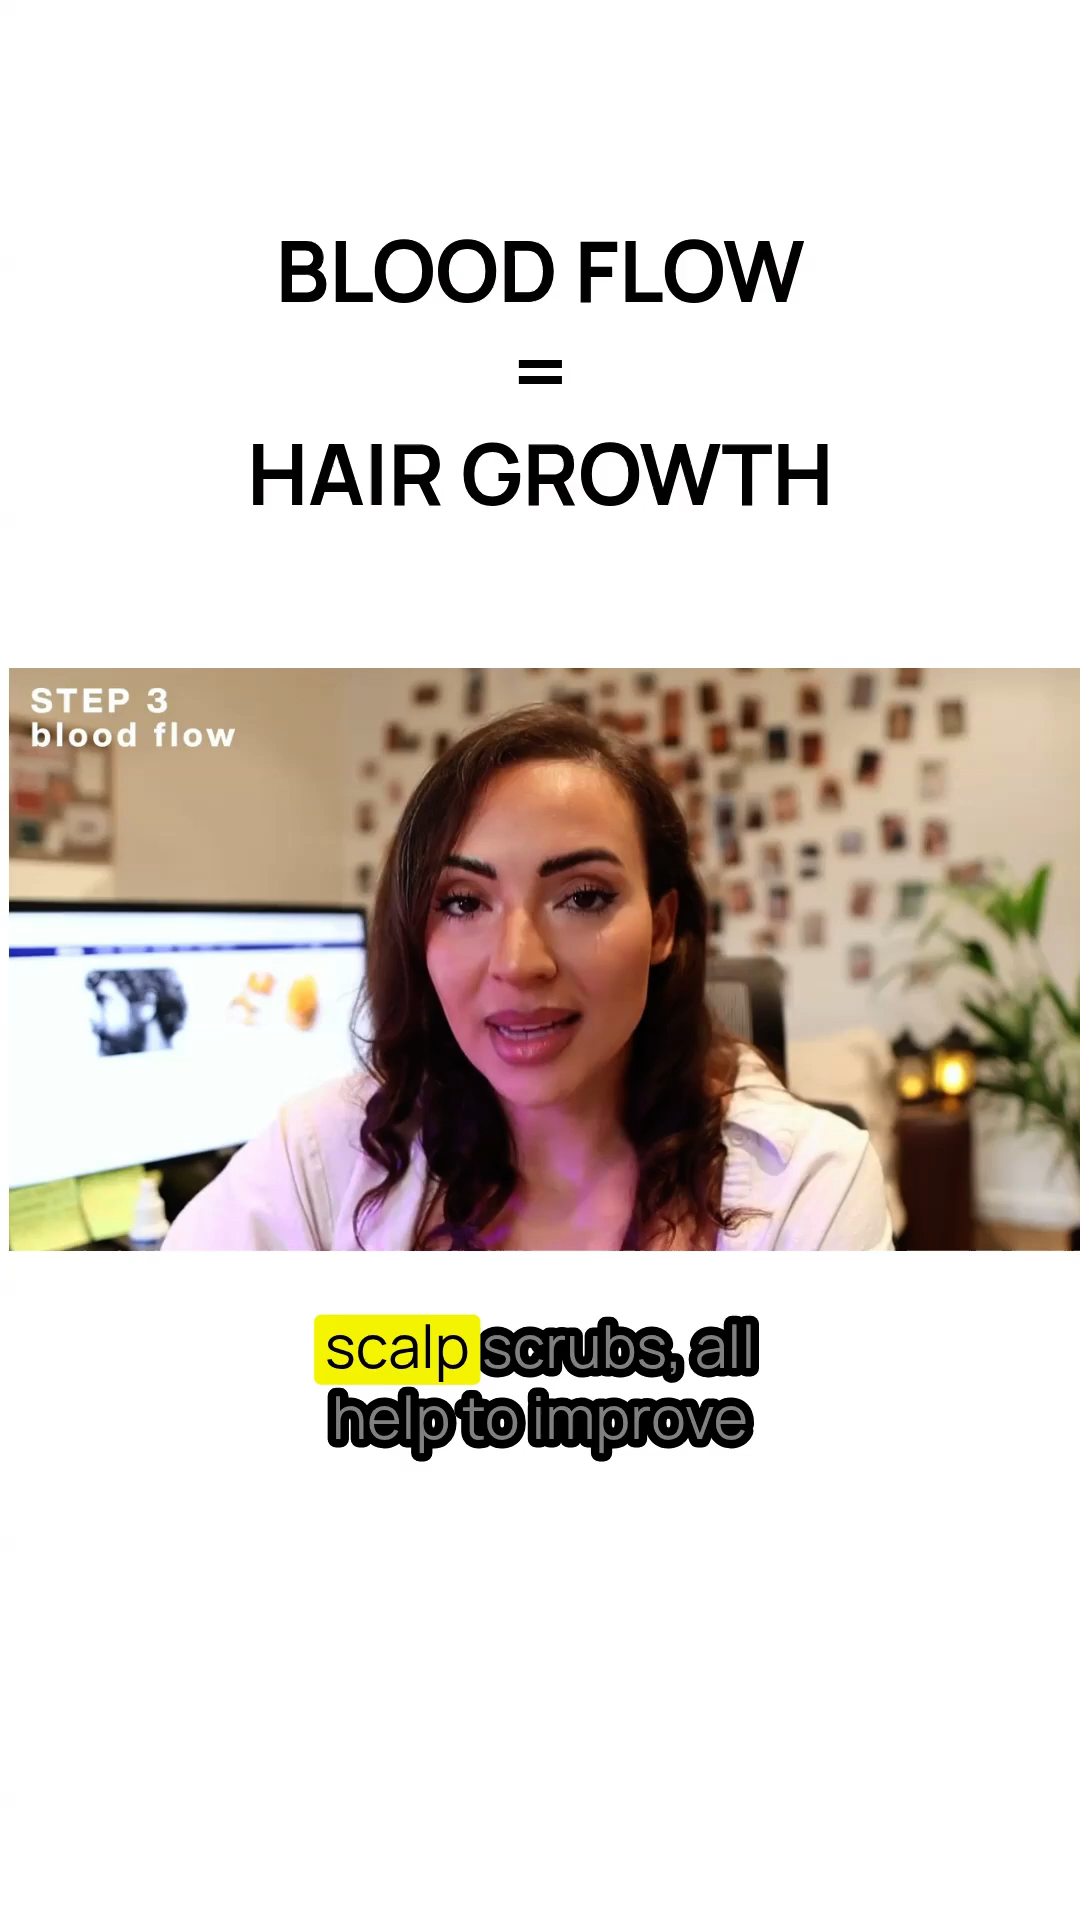 BLOOD FLOW
=
HAIR GROWTH
STEP 3
blood flow
scalp scrubs, all
help to improve